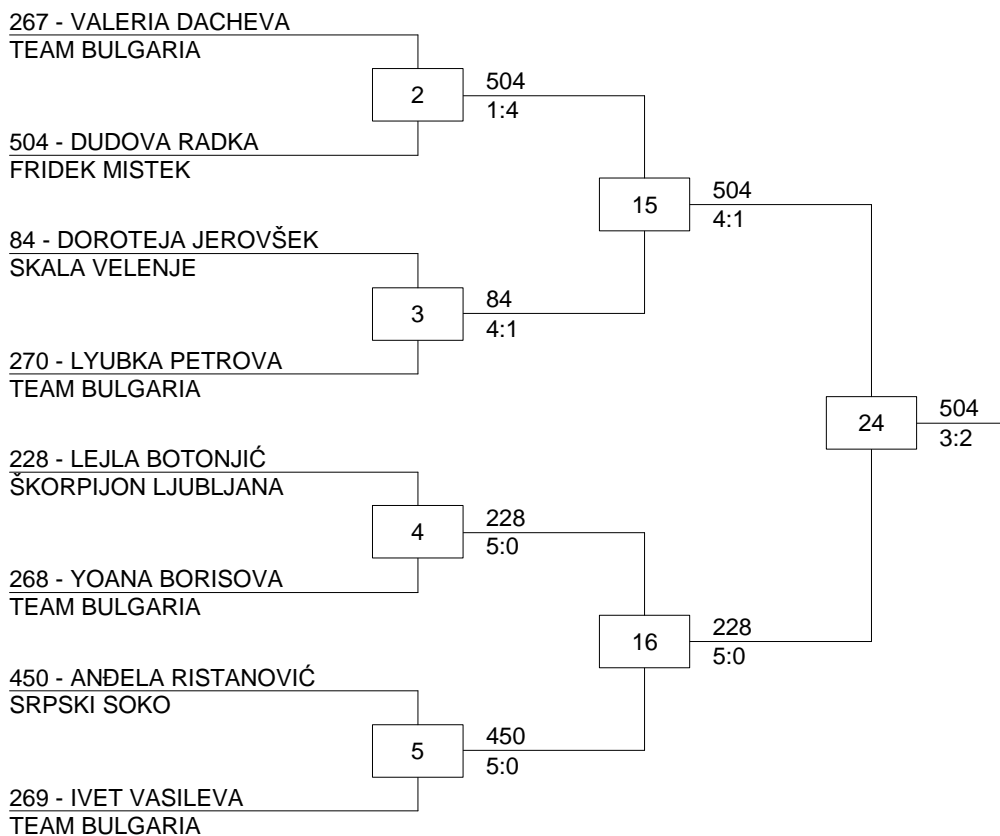 267 - VALERIA DACHEVA
TEAM BULGARIA
2
504
1:4
504 - DUDOVA RADKA
FRIDEK MISTEK
15
504
4:1
84 - DOROTEJA JEROVŠEK
SKALA VELENJE
3
84
4:1
270 - LYUBKA PETROVA
TEAM BULGARIA
24
504
3:2
228 - LEJLA BOTONJIĆ
ŠKORPIJON LJUBLJANA
4
228
5:0
268 - YOANA BORISOVA
TEAM BULGARIA
16
228
5:0
450 - ANĐELA RISTANOVIĆ
SRPSKI SOKO
5
450
5:0
269 - IVET VASILEVA
TEAM BULGARIA